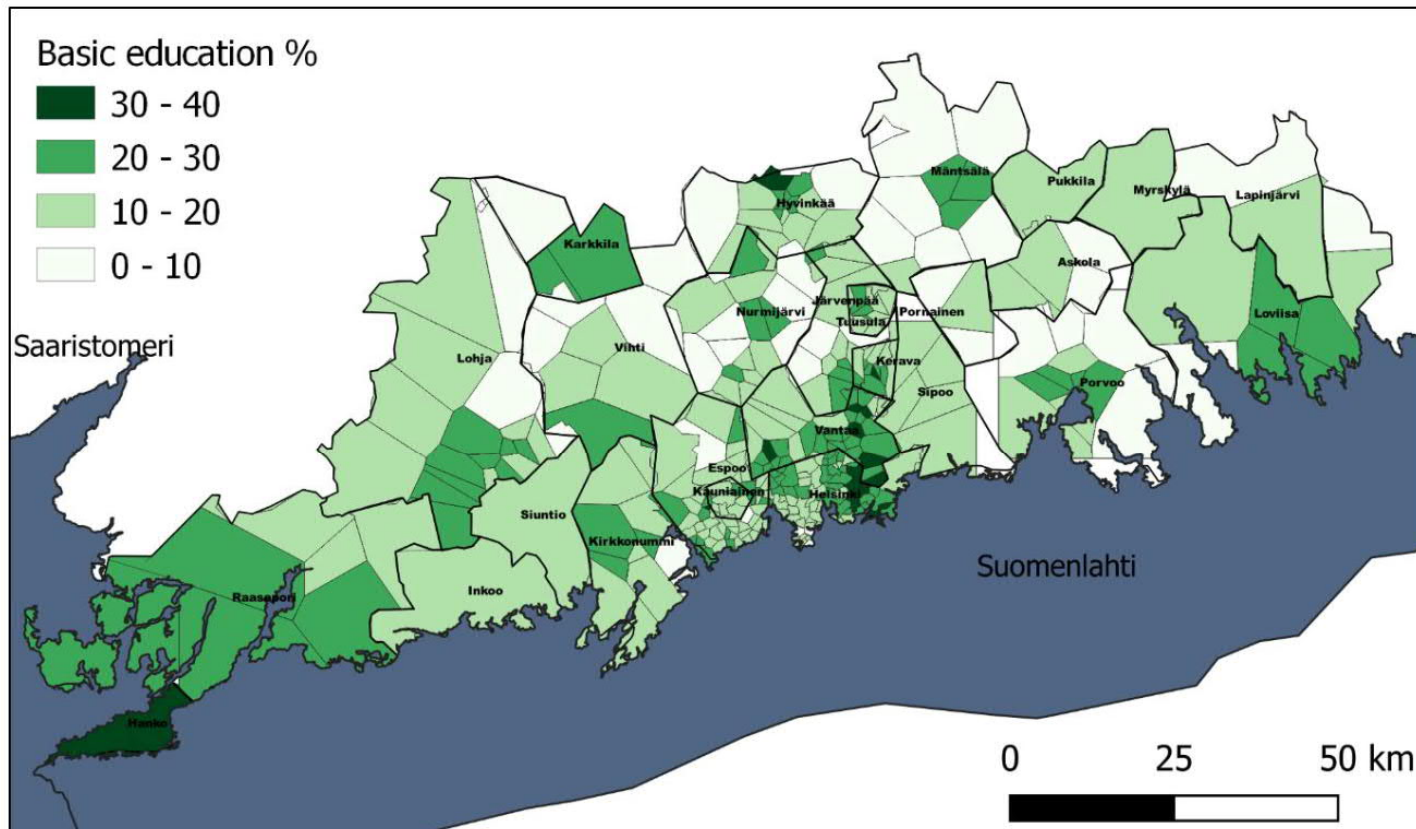 Basic education %
30 - 40
20 - 30
10 - 20
0 - 10
Saaristomeri
Mäntsälä
Pukkila
Myrskylä
Lapinjärvi
Hyvinkää
Karkkila
Askola
Järvenpää
Nurmijärvi
Pornainen
Loviisa
Tuusula
Vihti
Lohja
Kerava
Porvoo
Sipoo
Vantaa
Espoo
Kauniainen
Helsinki
Siuntio
Kirkkonummi
Suomenlahti
Inkoo
Raasepori
Hanko
0 25 50 km